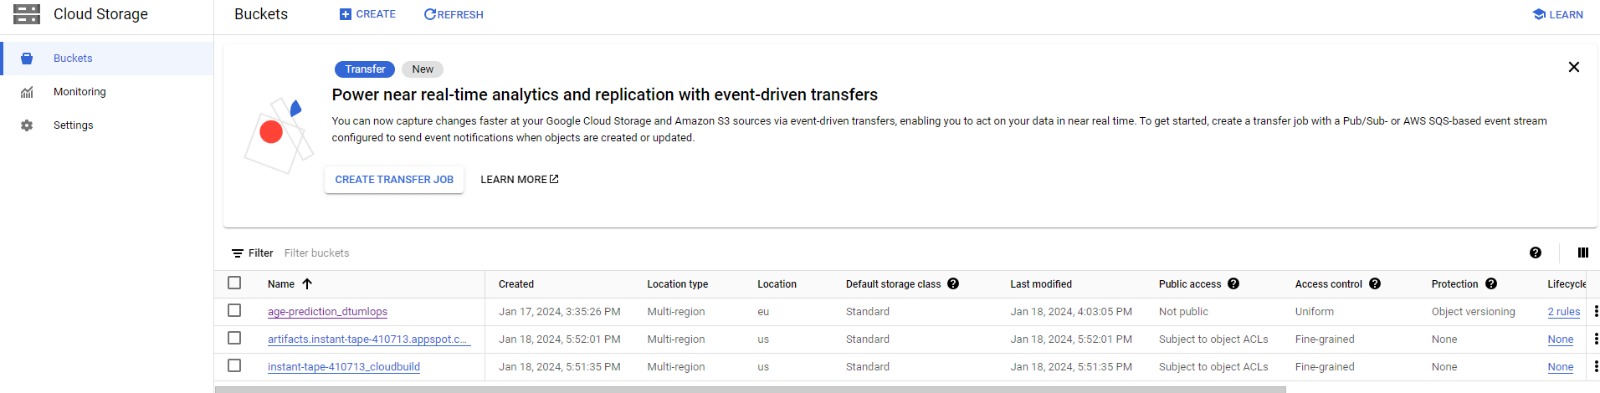 Cloud Storage
Buckets
Monitoring
Settings
Buckets CREATE REFRESH LEARN
Transfer New
Power near real-time analytics and replication with event-driven transfers
You can now capture changes faster at your Google Cloud Storage and Amazon S3 sources via event-driven transfers, enabling you to act on your data in near real time. To get started, create a transfer job with a Pub/Sub- or AWS SQS-based event stream
configured to send event notifications when objects are created or updated.
CREATE TRANSFER JOB LEARN MORE
Filter Filter buckets
Name Created Location type Location Default storage class Last modified Public access Access control Protection Lifecycle
age-prediction_dtumlops Jan 17, 2024, 3:35:26 PM Multi-region eu Standard Jan 18, 2024, 4:03:05 PM Not public Uniform Object versioning 2 rules
artifacts.instant-tape-410713.appspot.c... Jan 18, 2024, 5:52:01 PM Multi-region us Standard Jan 18, 2024, 5:52:01 PM Subject to object ACLs Fine-grained None None
instant-tape-410713_cloudbuild Jan 18, 2024, 5:51:35 PM Multi-region us Standard Jan 18, 2024, 5:51:35 PM Subject to object ACLs Fine-grained None None